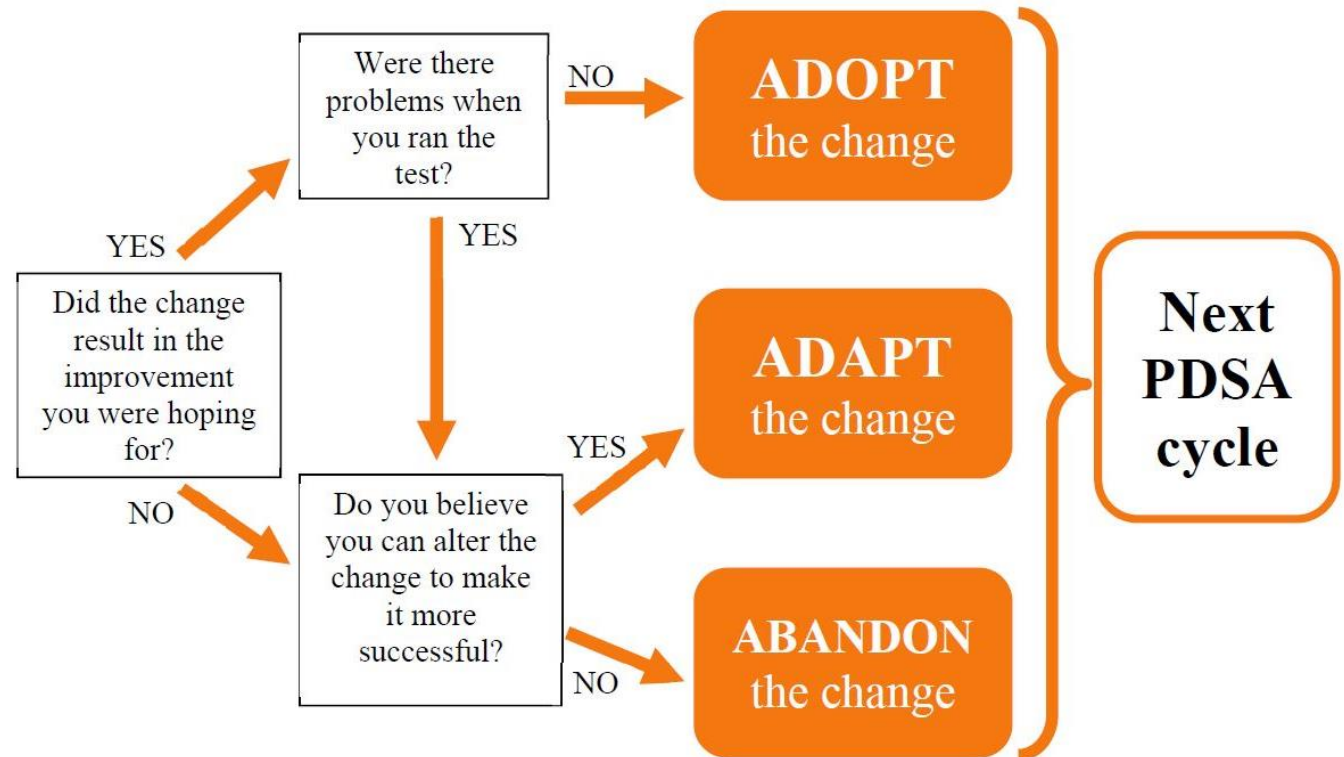 Were there
problems when
you ran the
test?
NO
ADOPT
the change
YES
YES
Did the change
result in the
improvement
you were hoping
for?
NO
Do you believe
you can alter the
change to make
it more
successful?
YES
ADAPT
the change
NO
ABANDON
the change
Next
PDSA
cycle